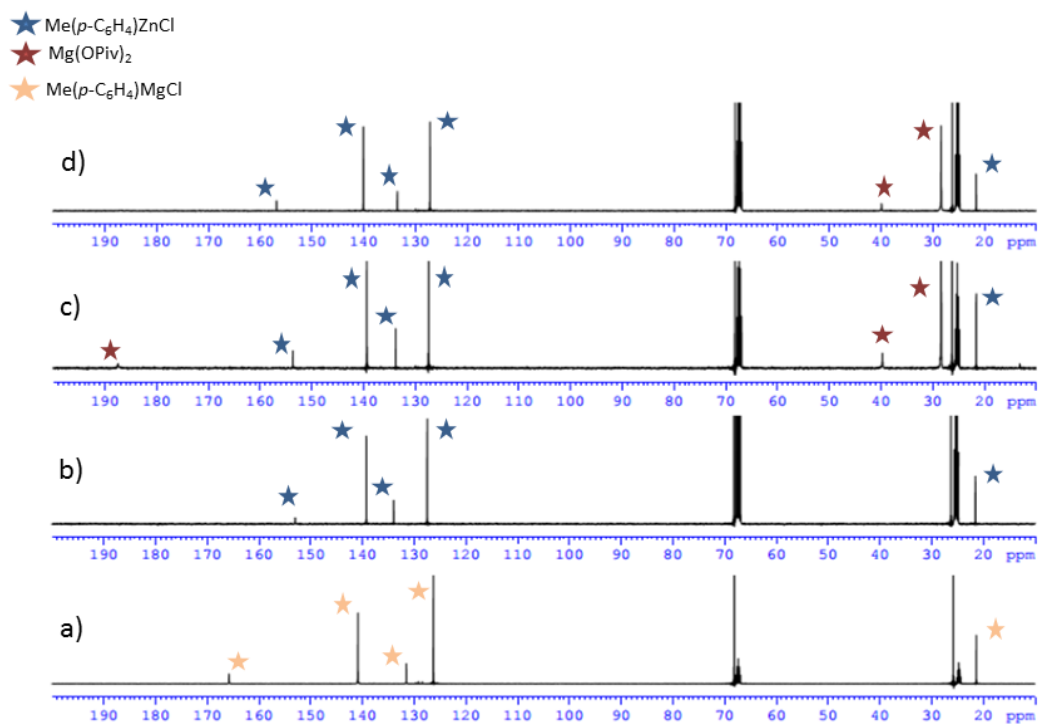 Me(p-C₆H₄)ZnCl
Mg(OPiv)₂
Me(p-C₆H₄)MgCl
d)
190 180 170 160 150 140 130 120 110 100 90 80 70 60 50 40 30 20 ppm
c)
190 180 170 160 150 140 130 120 110 100 90 80 70 60 50 40 30 20 ppm
b)
190 180 170 160 150 140 130 120 110 100 90 80 70 60 50 40 30 20 ppm
a)
190 180 170 160 150 140 130 120 110 100 90 80 70 60 50 40 30 20 ppm